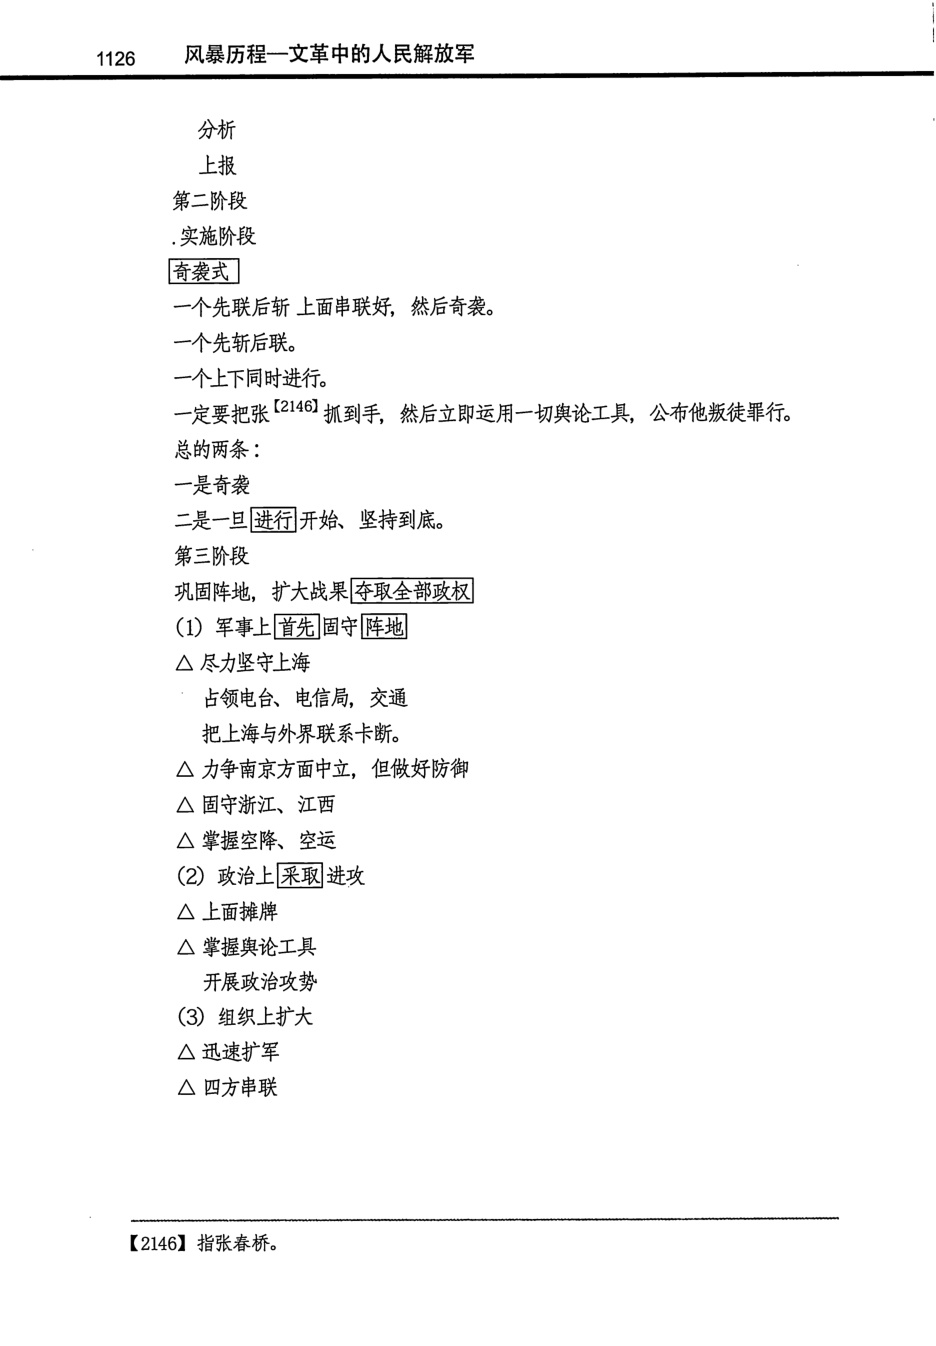 1126 风暴历程—文革中的人民解放军
分析
上报
第二阶段
.实施阶段
奇袭式
一个先联后斩 上面串联好，然后奇袭。
一个先斩后联。
一个上下同时进行。
一定要把张【2146】抓到手，然后立即运用一切舆论工具，公布他叛徒罪行。
总的两条：
一是奇袭
二是一旦进行开始、坚持到底。
第三阶段
巩固阵地，扩大战果夺取全部政权
（1）军事上首先固守阵地
△ 尽力坚守上海
占领电台、电信局，交通
把上海与外界联系卡断。
△ 力争南京方面中立，但做好防御
△ 固守浙江、江西
△ 掌握空降、空运
（2）政治上采取进攻
△ 上面摊牌
△ 掌握舆论工具
开展政治攻势
（3）组织上扩大
△ 迅速扩军
△ 四方串联
【2146】指张春桥。